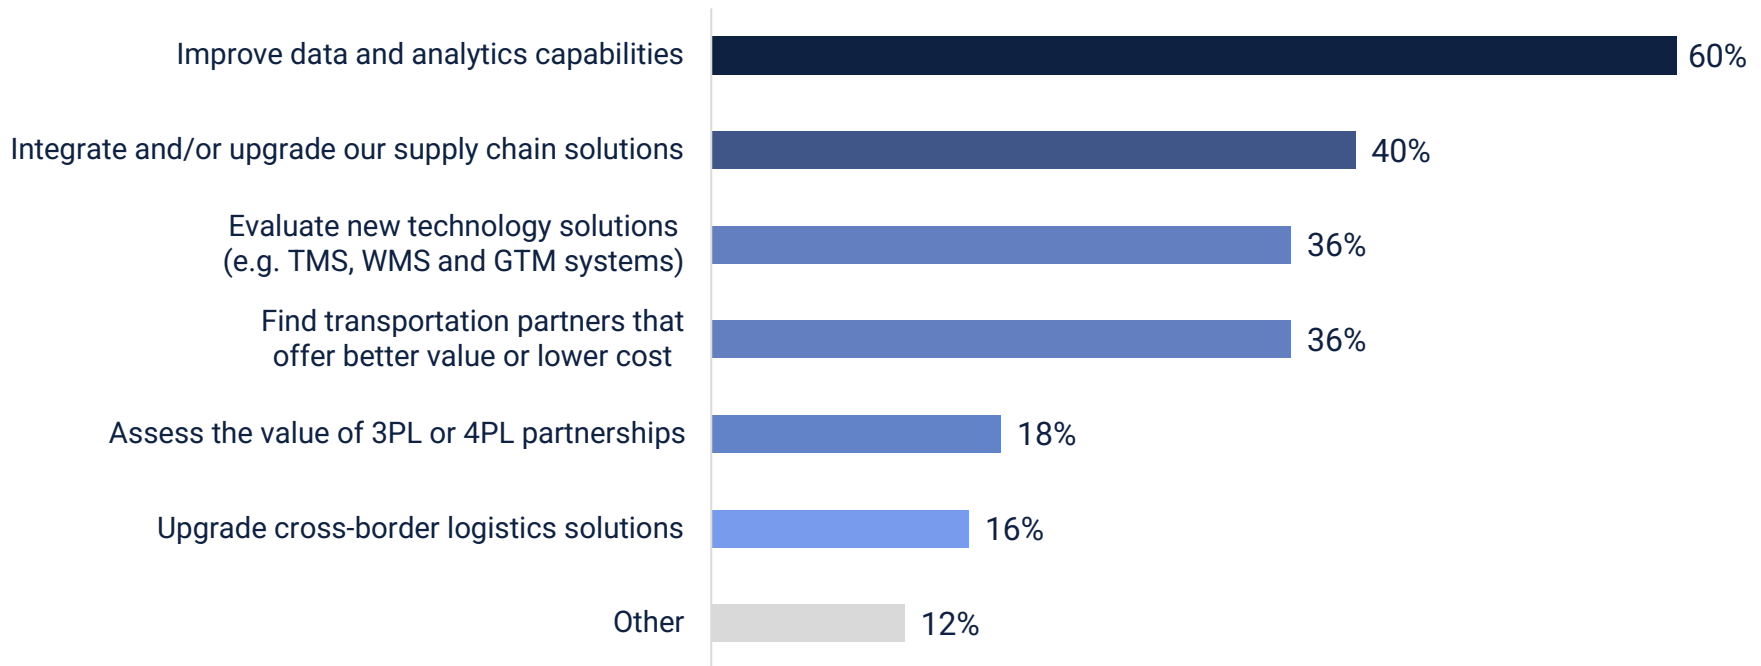 Improve data and analytics capabilities 60%
Integrate and/or upgrade our supply chain solutions 40%
Evaluate new technology solutions
(e.g. TMS, WMS and GTM systems) 36%
Find transportation partners that
offer better value or lower cost 36%
Assess the value of 3PL or 4PL partnerships 18%
Upgrade cross-border logistics solutions 16%
Other 12%